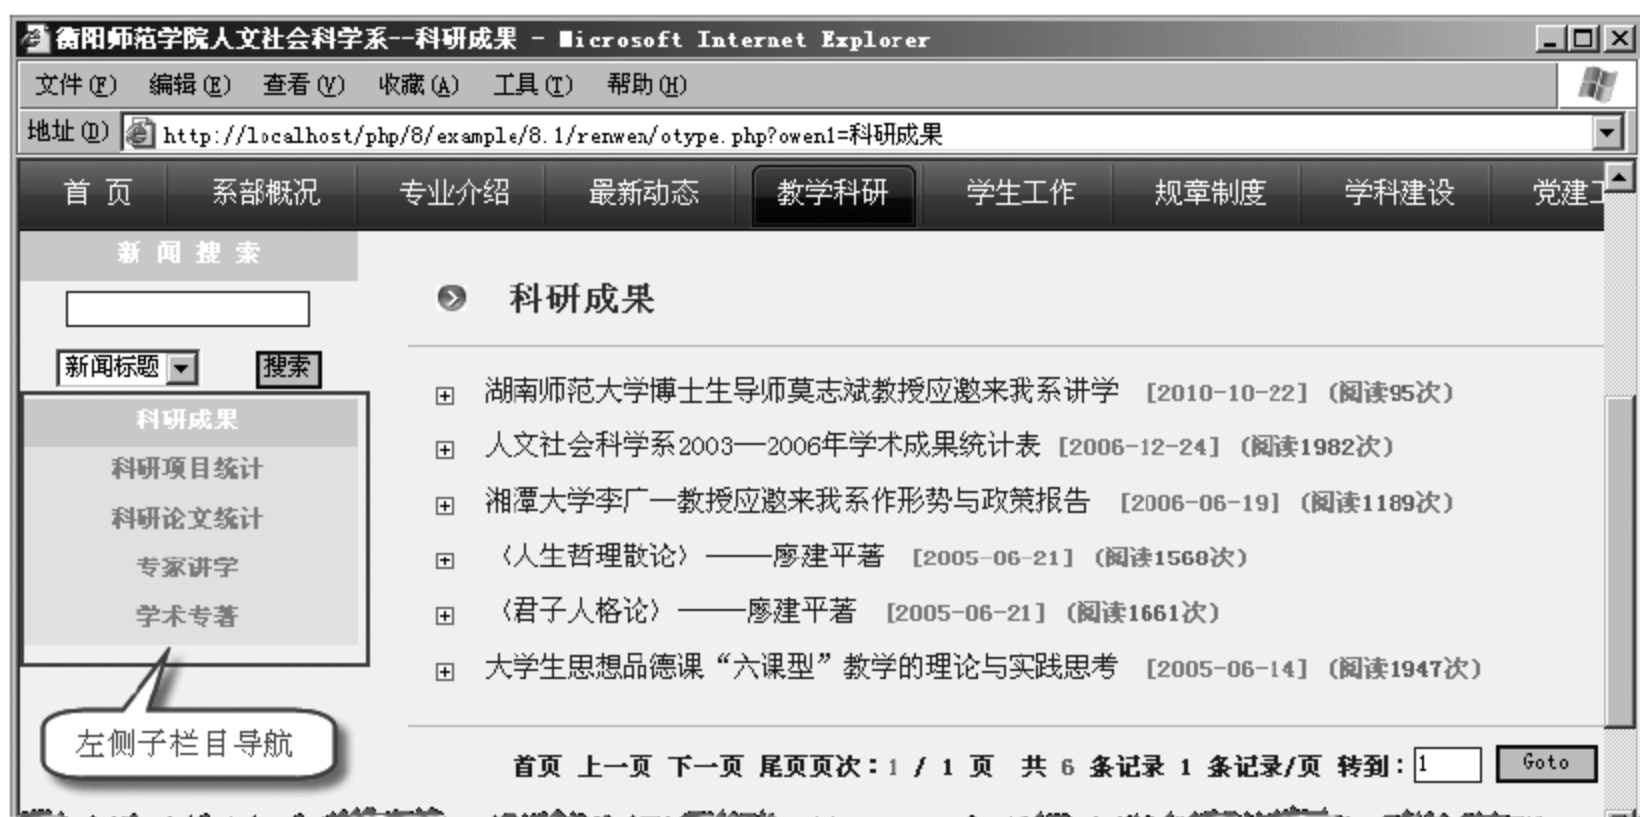 衡阳师范学院人文社会科学系--科研成果 - Microsoft Internet Explorer
文件(F) 编辑(E) 查看(V) 收藏(A) 工具(T) 帮助(H)
地址(D) http://localhost/php/8/example/8.1/renwen/otype.php?owen1=科研成果
首 页 系部概况 专业介绍 最新动态 教学科研 学生工作 规章制度 学科建设 党建
新 闻 搜 索
科研成果
新闻标题 搜索
湖南师范大学博士生导师莫志斌教授应邀来我系讲学 [2010-10-22] (阅读95次)
科研成果
人文社会科学系2003—2006年学术成果统计表 [2006-12-24] (阅读1982次)
科研项目统计
湘潭大学李广一教授应邀来我系作形势与政策报告 [2006-06-19] (阅读1189次)
科研论文统计
〈人生哲理散论〉——廖建平著 [2005-06-21] (阅读1568次)
专家讲学
〈君子人格论〉——廖建平著 [2005-06-21] (阅读1661次)
学术专著
大学生思想品德课“六课型”教学的理论与实践思考 [2005-06-14] (阅读1947次)
左侧子栏目导航
首页 上一页 下一页 尾页页次:1 / 1 页 共 6 条记录 1 条记录/页 转到:1 Goto